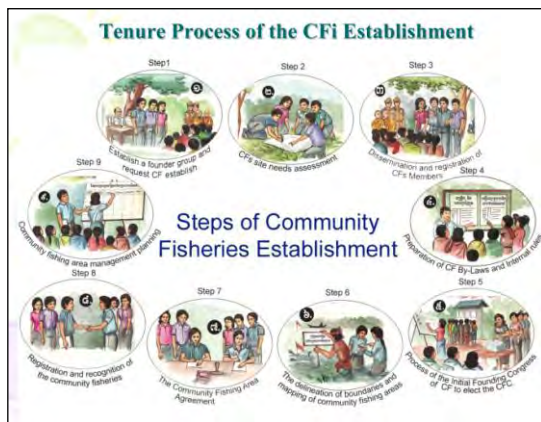 Tenure Process of the CFi Establishment
Step1
Establish a founder group and
request CF establish
Step 2
CFs site needs assessment
Step 3
Dissemination and registration of
CFs Members
Step 4
Preparation of CF By-Laws and Internal rules
Step 5
Process of the Initial Founding Congress
of CF to elect the CFC.
Step 6
The delineation of boundaries and
mapping of community fishing areas
Step 7
The Community Fishing Area
Agreement
Step 8
Registration and recognition of
the community fisheries
Step 9
Community fishing area management planning
Steps of Community
Fisheries Establishment